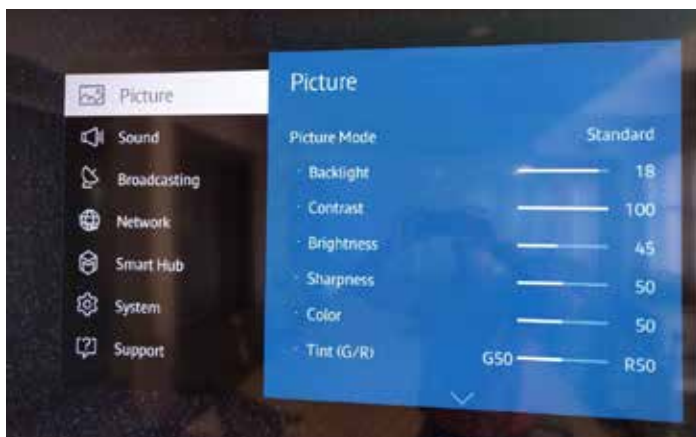 Picture
Sound
Broadcasting
Network
Smart Hub
System
Support
Picture
Picture Mode Standard
· Backlight 18
· Contrast 100
· Brightness 45
· Sharpness 50
· Color 50
· Tint (G/R) G50 R50